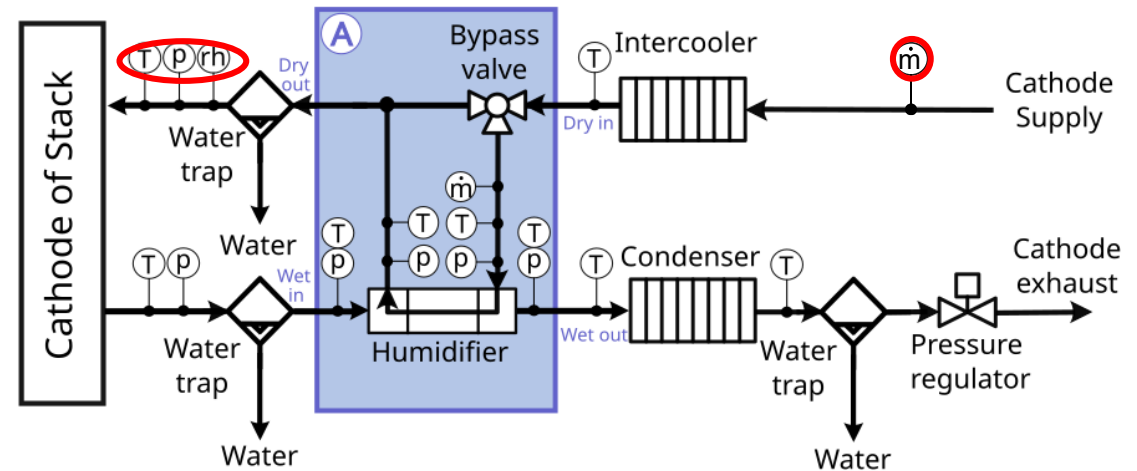 A
Bypass
valve
Intercooler
T
ṁ
Cathode
Supply
T
p
rh
Dry
out
Dry in
Water
trap
Water
ṁ
T
T
p
p
T
p
T
p
T
p
Wet
in
Humidifier
Wet out
T
Condenser
T
Cathode
exhaust
Water
trap
Water
Water
trap
Water
Pressure
regulator
Cathode of Stack